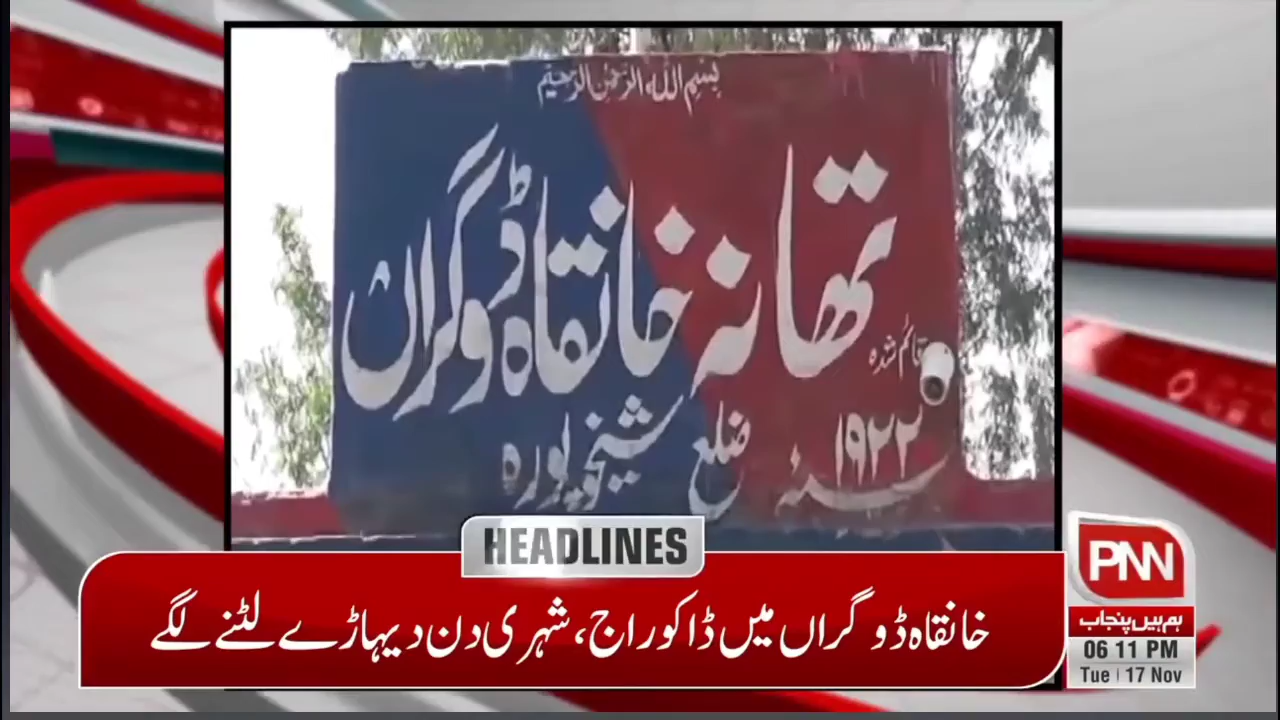 بسم اللہ الرحمٰن الرحیم
تھانہ خانقاہ ڈوگراں
قائم شدہ
سنہ ۱۹۲۲
ضلع شیخوپورہ
HEADLINES
خانقاہ ڈوگراں میں ڈاکو راج، شہری دن دیہاڑے لٹنے لگے
PNN
ہم ہیں پنجاب
06 11 PM
Tue | 17 Nov